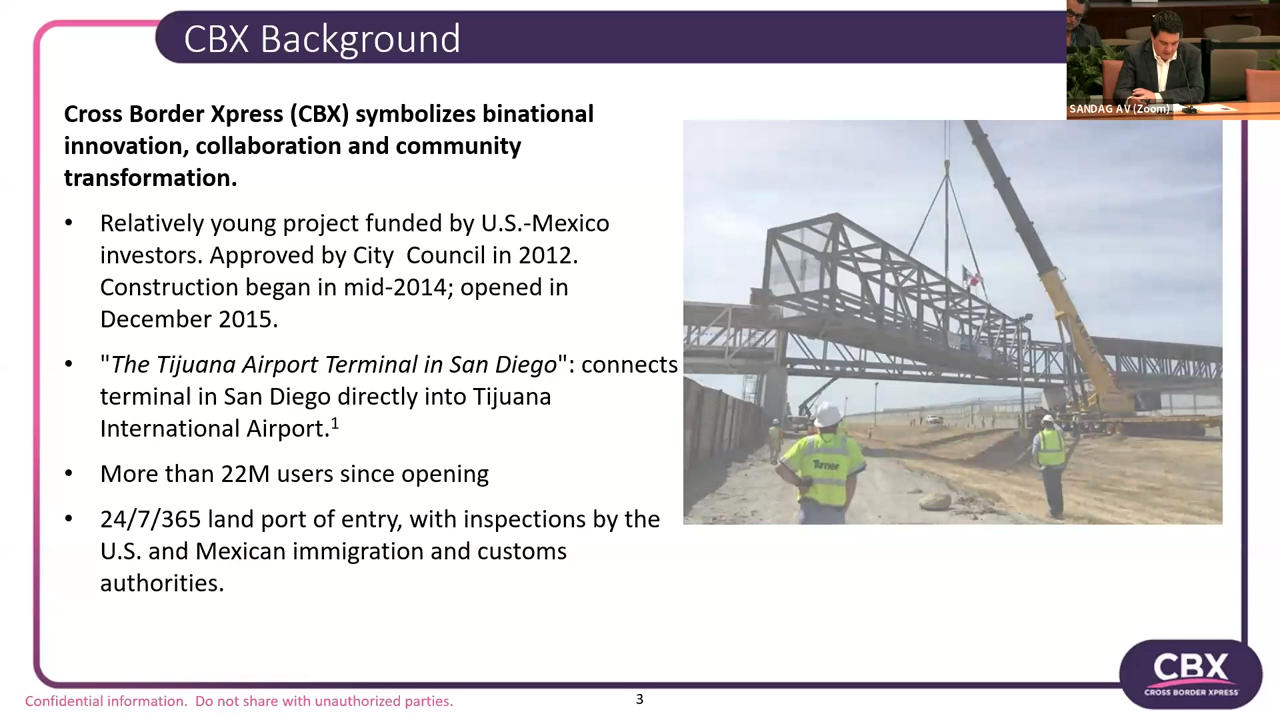 CBX Background
SANDAG AV (Zoom)
Cross Border Xpress (CBX) symbolizes binational
innovation, collaboration and community
transformation.
• Relatively young project funded by U.S.-Mexico
investors. Approved by City  Council in 2012.
Construction began in mid-2014; opened in
December 2015.
• "The Tijuana Airport Terminal in San Diego": connects
terminal in San Diego directly into Tijuana
International Airport.¹
• More than 22M users since opening
• 24/7/365 land port of entry, with inspections by the
U.S. and Mexican immigration and customs
authorities.
Turner
CBX
CROSS BORDER XPRESS
Confidential information.  Do not share with unauthorized parties.
3